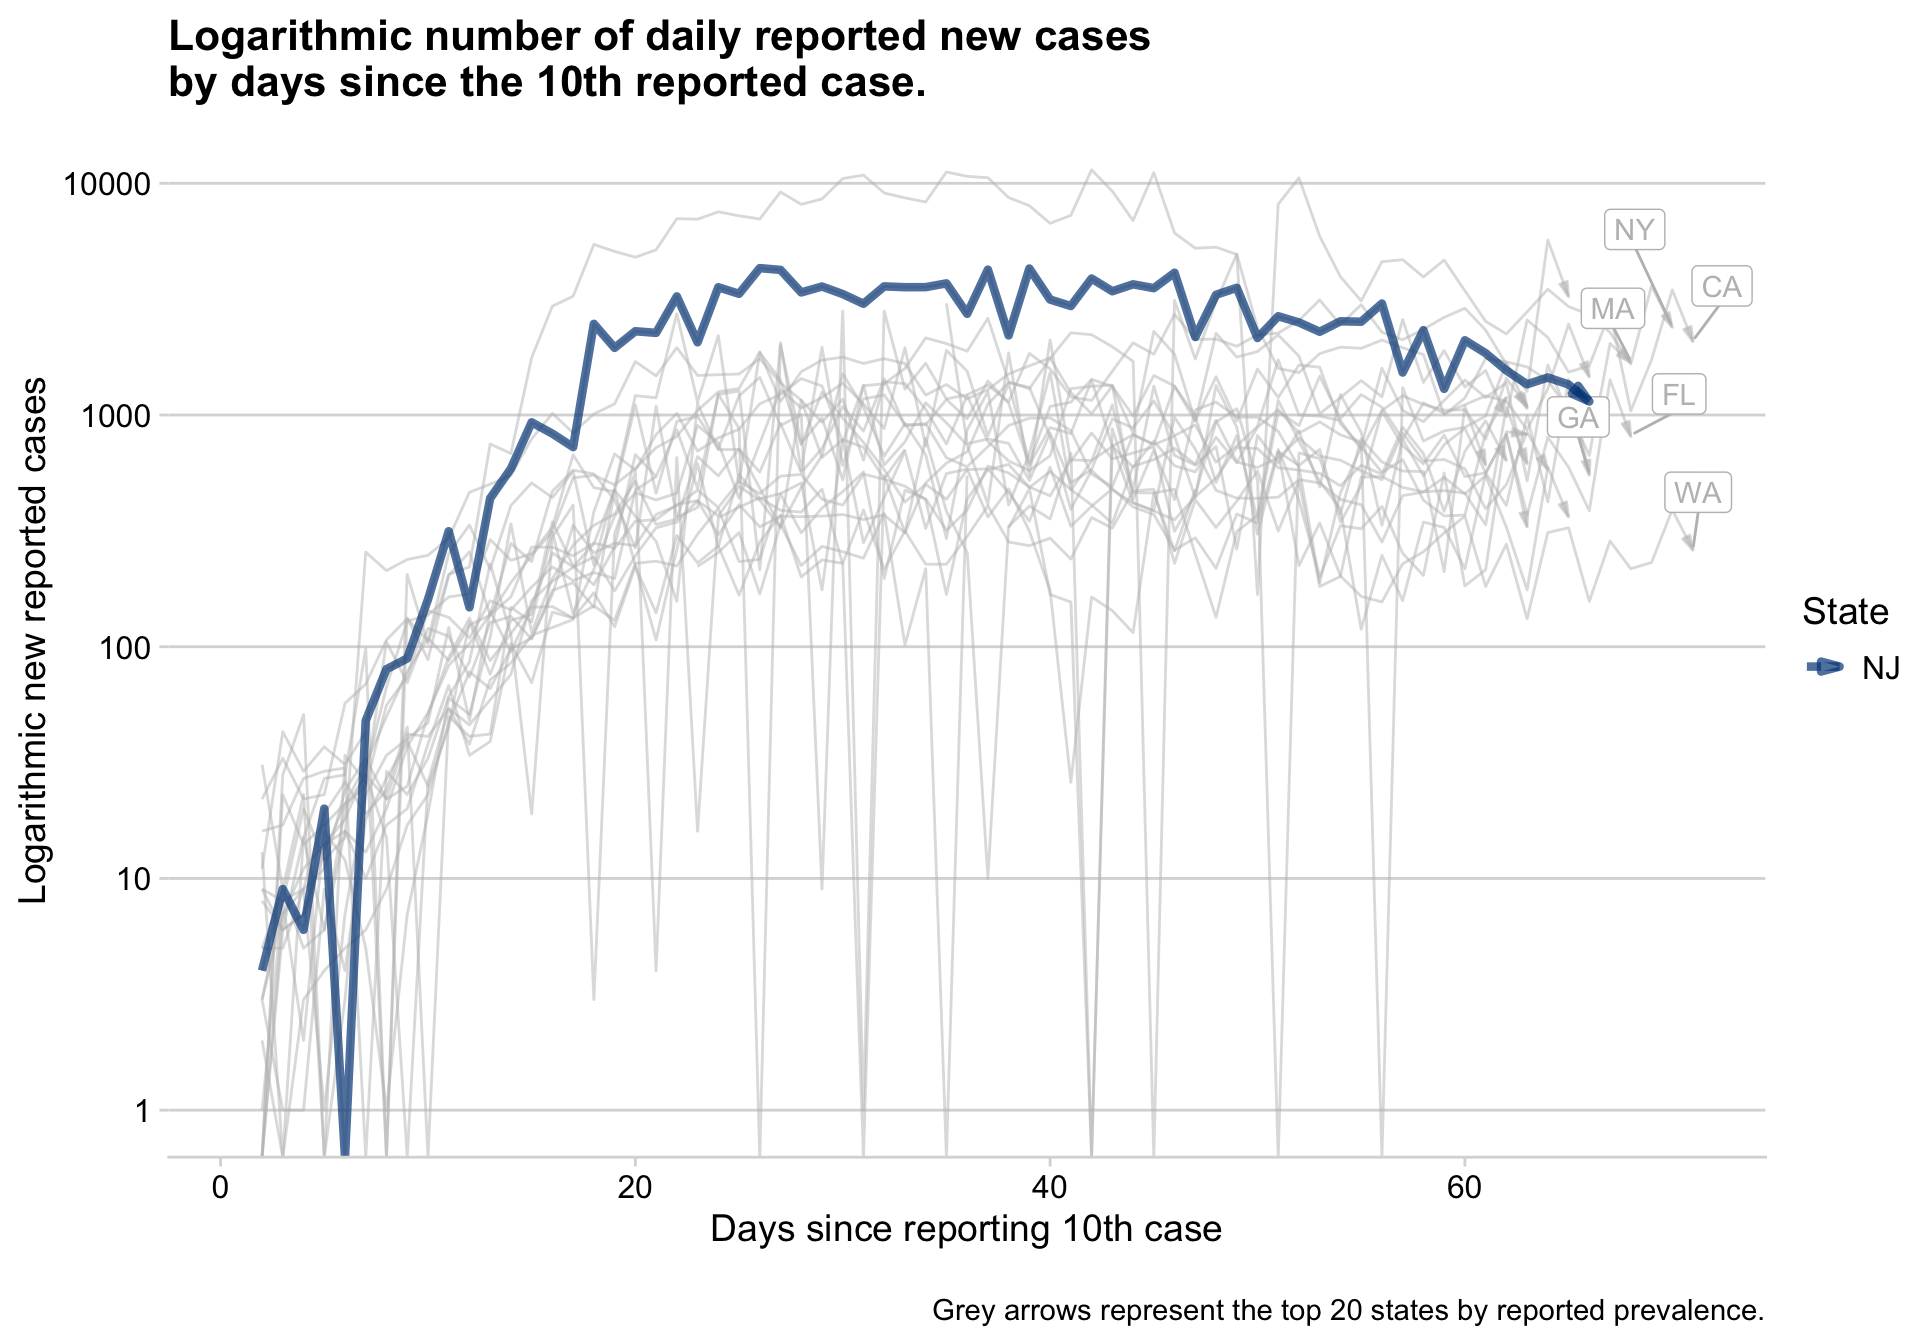 Logarithmic number of daily reported new cases
by days since the 10th reported case.
Logarithmic new reported cases
10000
1000
100
10
1
NY
CA
MA
FL
GA
WA
State
NJ
0
20
40
60
Days since reporting 10th case
Grey arrows represent the top 20 states by reported prevalence.